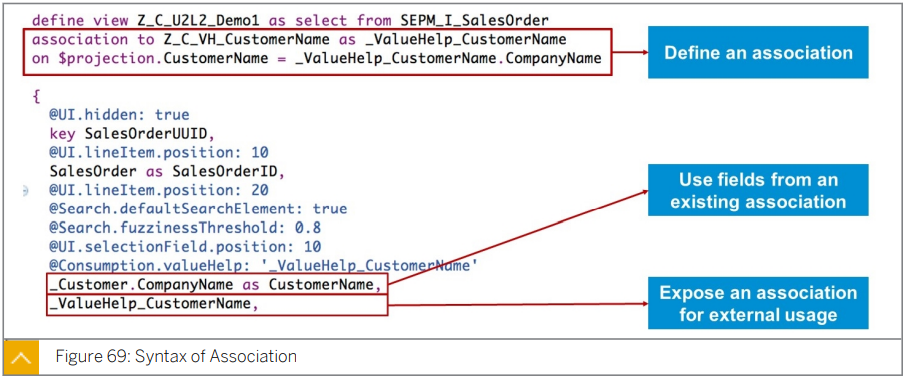 define view Z_C_U2L2_Demo1 as select from SEPM_I_SalesOrder
association to Z_C_VH_CustomerName as _ValueHelp_CustomerName
on $projection.CustomerName = _ValueHelp_CustomerName.CompanyName
Define an association
{
@UI.hidden: true
key SalesOrderUUID,
@UI.lineItem.position: 10
SalesOrder as SalesOrderID,
@UI.lineItem.position: 20
@Search.defaultSearchElement: true
@Search.fuzzinessThreshold: 0.8
@UI.selectionField.position: 10
@Consumption.valueHelp: '_ValueHelp_CustomerName'
_Customer.CompanyName as CustomerName,
Use fields from an
existing association
_ValueHelp_CustomerName,
Expose an association
for external usage
Figure 69: Syntax of Association